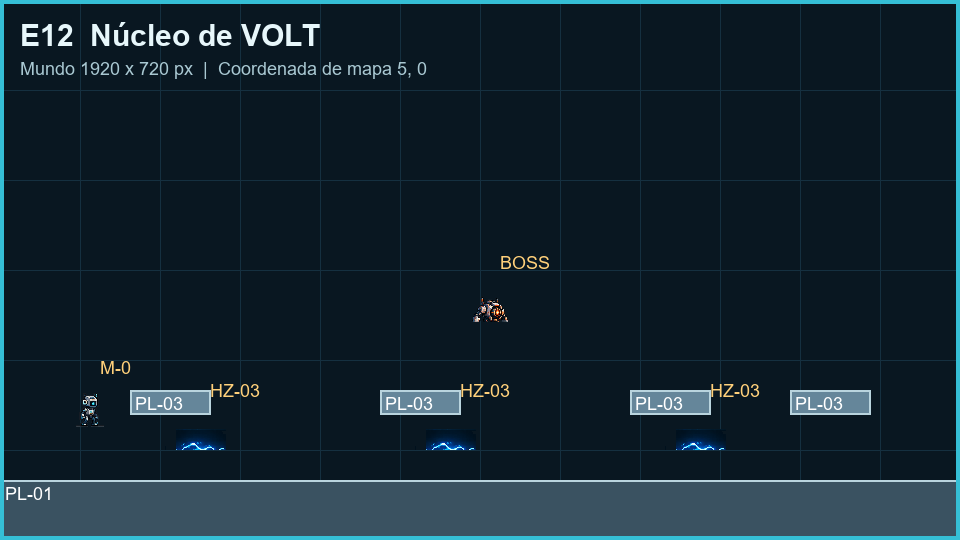 E12  Núcleo de VOLT
Mundo 1920 x 720 px  |  Coordenada de mapa 5, 0
BOSS
M-0
HZ-03
HZ-03
HZ-03
PL-03
PL-03
PL-03
PL-03
PL-01